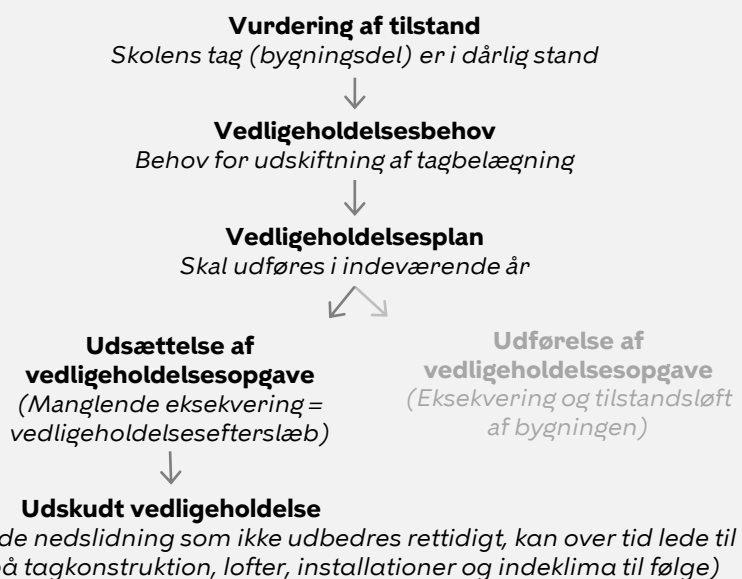 Vurdering af tilstand
Skolens tag (bygningsdel) er i dårlig stand
Vedligeholdelsesbehov
Behov for udskiftning af tagbelægning
Vedligeholdelsesplan
Skal udføres i indeværende år
Udsættelse af
vedligeholdelsesopgave
(Manglende eksekvering =
vedligeholdelsesefterslæb)
Udførelse af
vedligeholdelsesopgave
(Eksekvering og tilstandsløft
af bygningen)
Udskudt vedligeholdelse
de nedslidning som ikke udbedres rettidigt, kan over tid lede til
på tagkonstruktion, lofter, installationer og indeklima til følge)